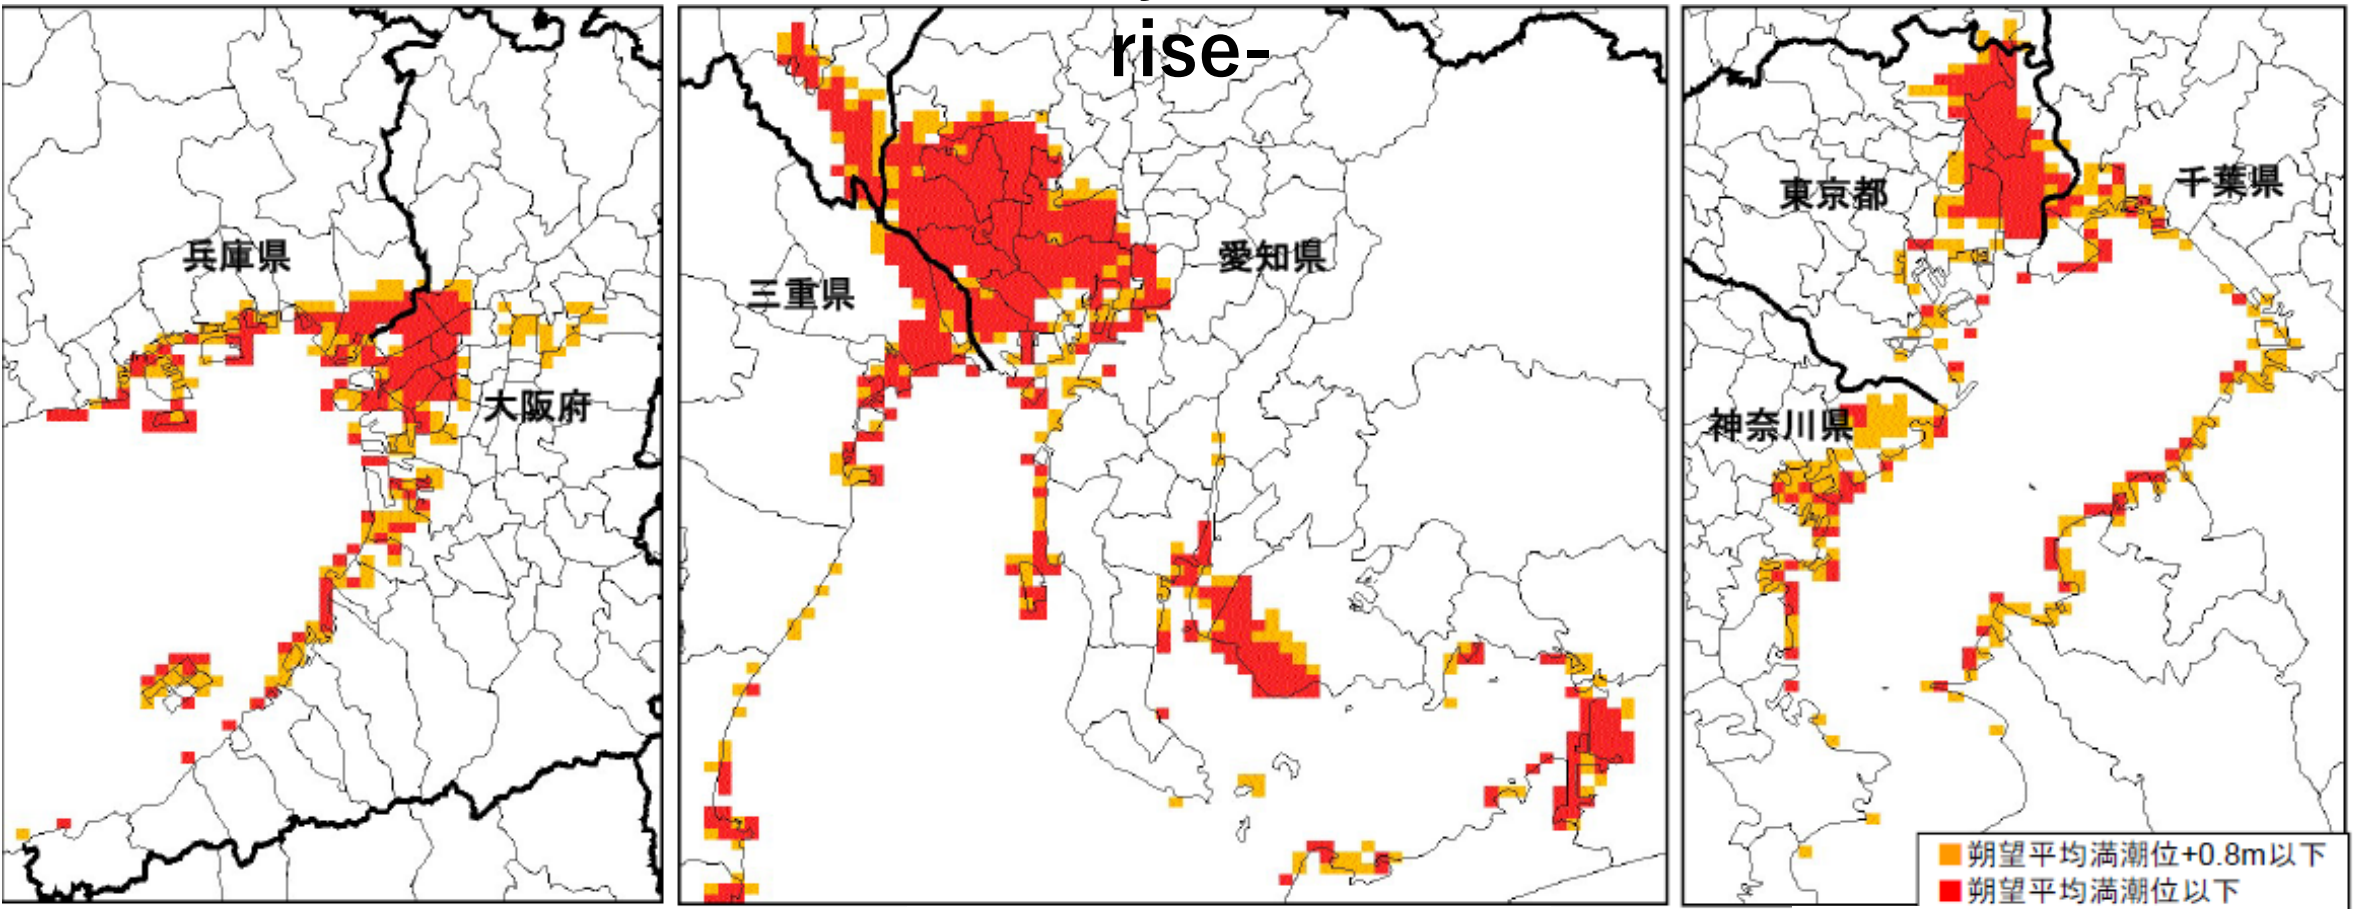 rise-
兵庫県
大阪府
三重県
愛知県
東京都
千葉県
神奈川県
朔望平均満潮位+0.8m以下
朔望平均満潮位以下